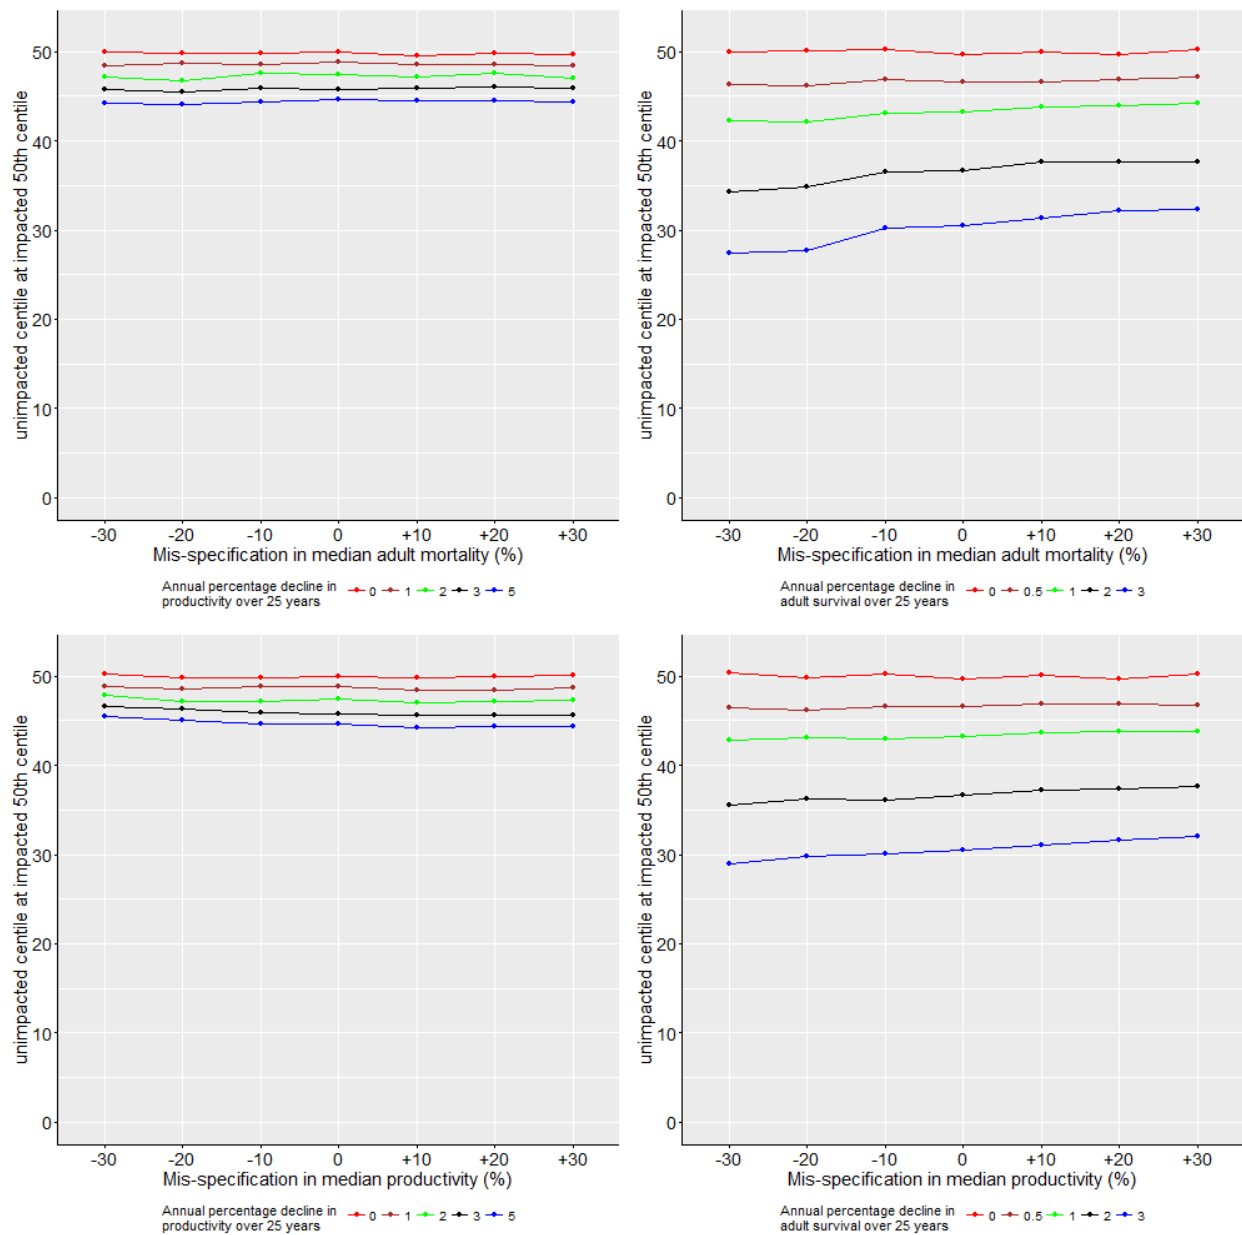 unimpacted centile at impacted 50th centile
50
40
30
20
10
0
-30 -20 -10 0 +10 +20 +30
Mis-specification in median adult mortality (%)
Annual percentage decline in
productivity over 25 years
0 1 2 3 5
unimpacted centile at impacted 50th centile
50
40
30
20
10
0
-30 -20 -10 0 +10 +20 +30
Mis-specification in median adult mortality (%)
Annual percentage decline in
adult survival over 25 years
0 0.5 1 2 3
unimpacted centile at impacted 50th centile
50
40
30
20
10
0
-30 -20 -10 0 +10 +20 +30
Mis-specification in median productivity (%)
Annual percentage decline in
productivity over 25 years
0 1 2 3 5
unimpacted centile at impacted 50th centile
50
40
30
20
10
0
-30 -20 -10 0 +10 +20 +30
Mis-specification in median productivity (%)
Annual percentage decline in
adult survival over 25 years
0 0.5 1 2 3